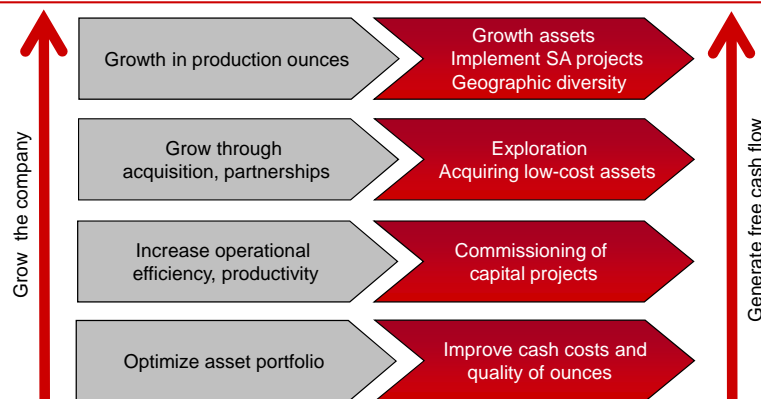 Grow the company
Growth in production ounces
Growth assets
Implement SA projects
Geographic diversity
Grow through
acquisition, partnerships
Exploration
Acquiring low-cost assets
Increase operational
efficiency, productivity
Commissioning of
capital projects
Optimize asset portfolio
Improve cash costs and
quality of ounces
Generate free cash flow